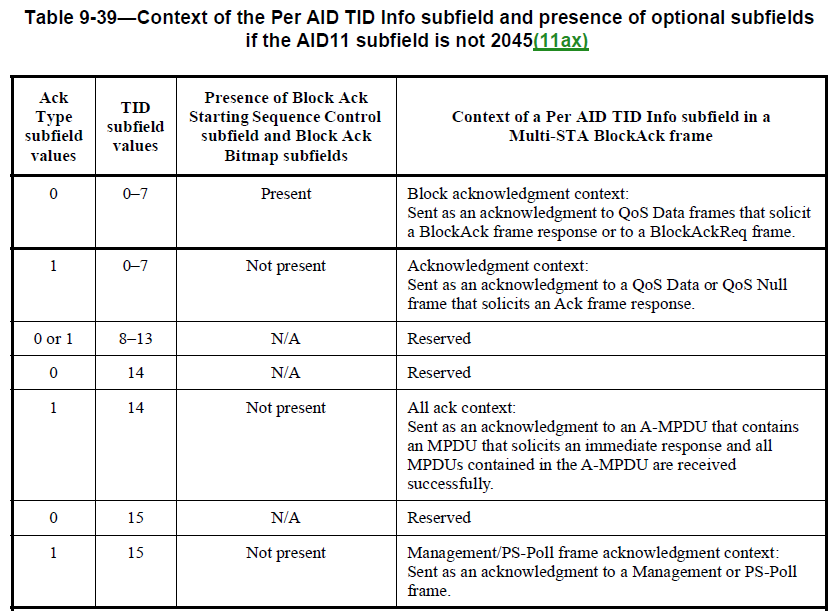 Table 9-39—Context of the Per AID TID Info subfield and presence of optional subfields
if the AID11 subfield is not 2045(11ax)
Ack
Type
subfield
values
TID
subfield
values
Presence of Block Ack
Starting Sequence Control
subfield and Block Ack
Bitmap subfields
Context of a Per AID TID Info subfield in a
Multi-STA BlockAck frame
0
0–7
Present
Block acknowledgment context:
Sent as an acknowledgment to QoS Data frames that solicit
a BlockAck frame response or to a BlockAckReq frame.
1
0–7
Not present
Acknowledgment context:
Sent as an acknowledgment to a QoS Data or QoS Null
frame that solicits an Ack frame response.
0 or 1
8–13
N/A
Reserved
0
14
N/A
Reserved
1
14
Not present
All ack context:
Sent as an acknowledgment to an A-MPDU that contains
an MPDU that solicits an immediate response and all
MPDUs contained in the A-MPDU are received
successfully.
0
15
N/A
Reserved
1
15
Not present
Management/PS-Poll frame acknowledgment context:
Sent as an acknowledgment to a Management or PS-Poll
frame.